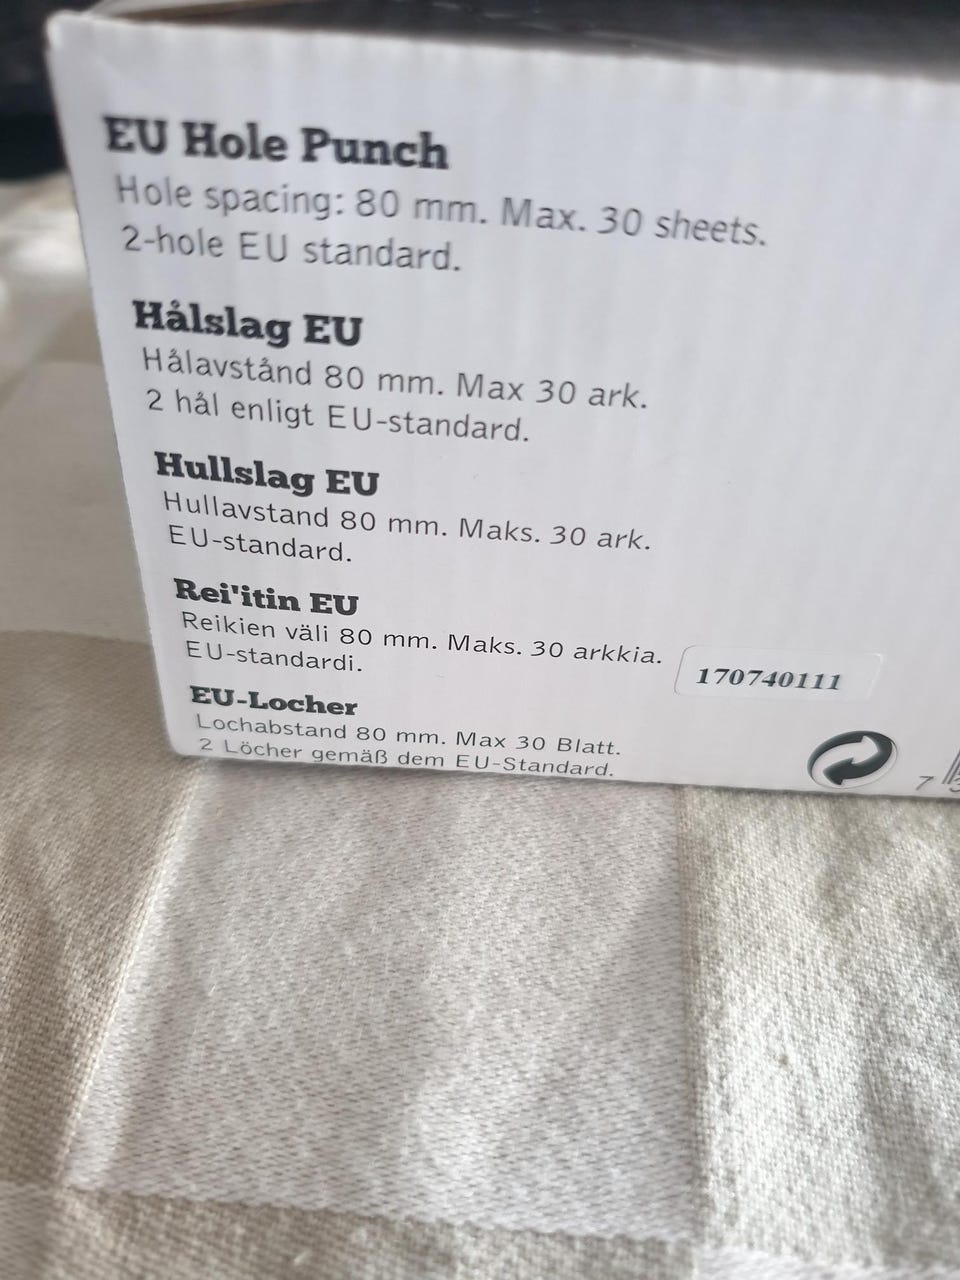 EU Hole Punch
Hole spacing: 80 mm. Max. 30 sheets.
2-hole EU standard.
Hålslag EU
Hålavstånd 80 mm. Max 30 ark.
2 hål enligt EU-standard.
Hullslag EU
Hullavstand 80 mm. Maks. 30 ark.
EU-standard.
Rei'itin EU
Reikien väli 80 mm. Maks. 30 arkkia.
EU-standardi.
170740111
EU-Locher
Lochabstand 80 mm. Max 30 Blatt.
2 Löcher gemäß dem EU-Standard.
7